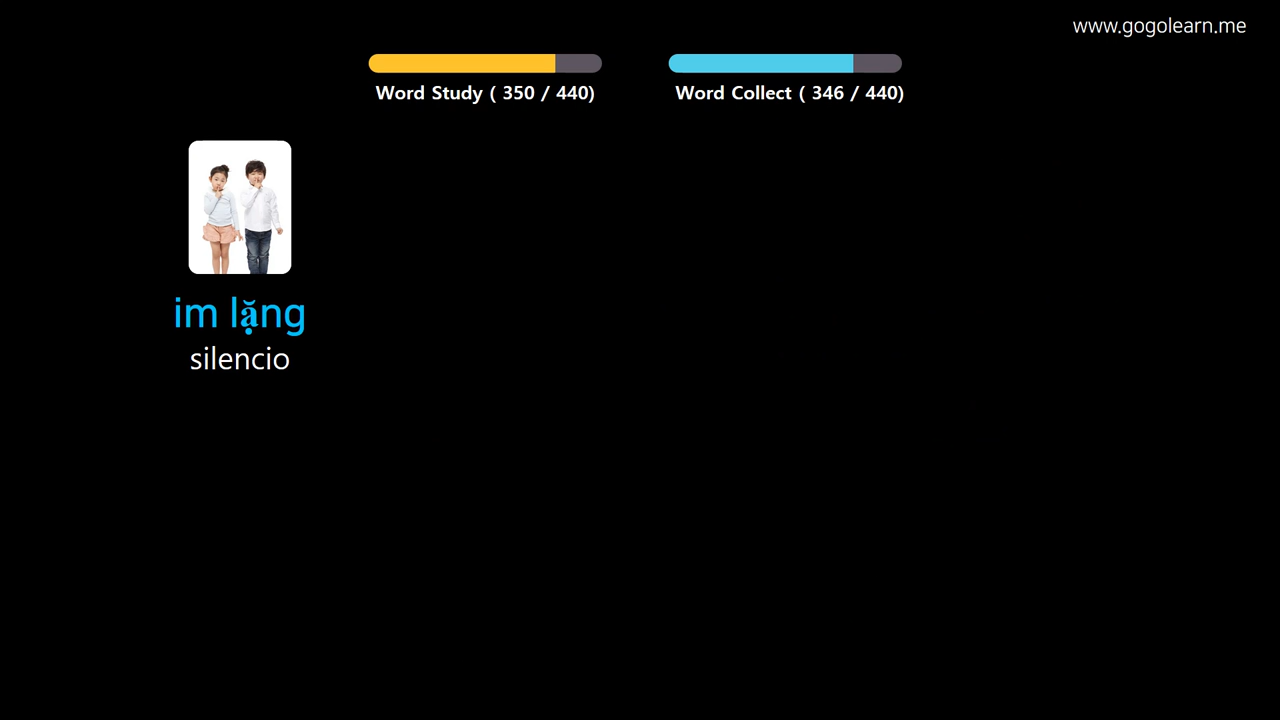 www.gogolearn.me
Word Study ( 350 / 440)
Word Collect ( 346 / 440)
im lặng
silencio